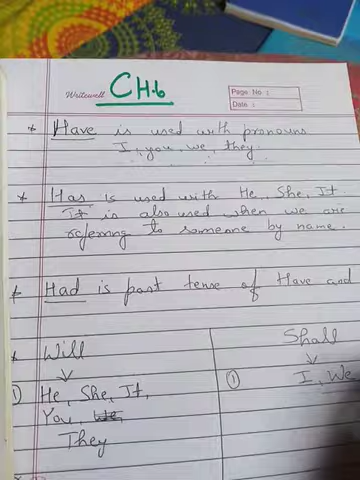 Writewell
CH.6
Page No :
Date :
* Have is used with pronouns
I, you, we, they.
* Has is used with He, She, It.
It is also used when we are
referring to someone by name.
* Had is past tense of Have and
* Will
Shall
1) He, She, It,
① I, We
You, We,
They